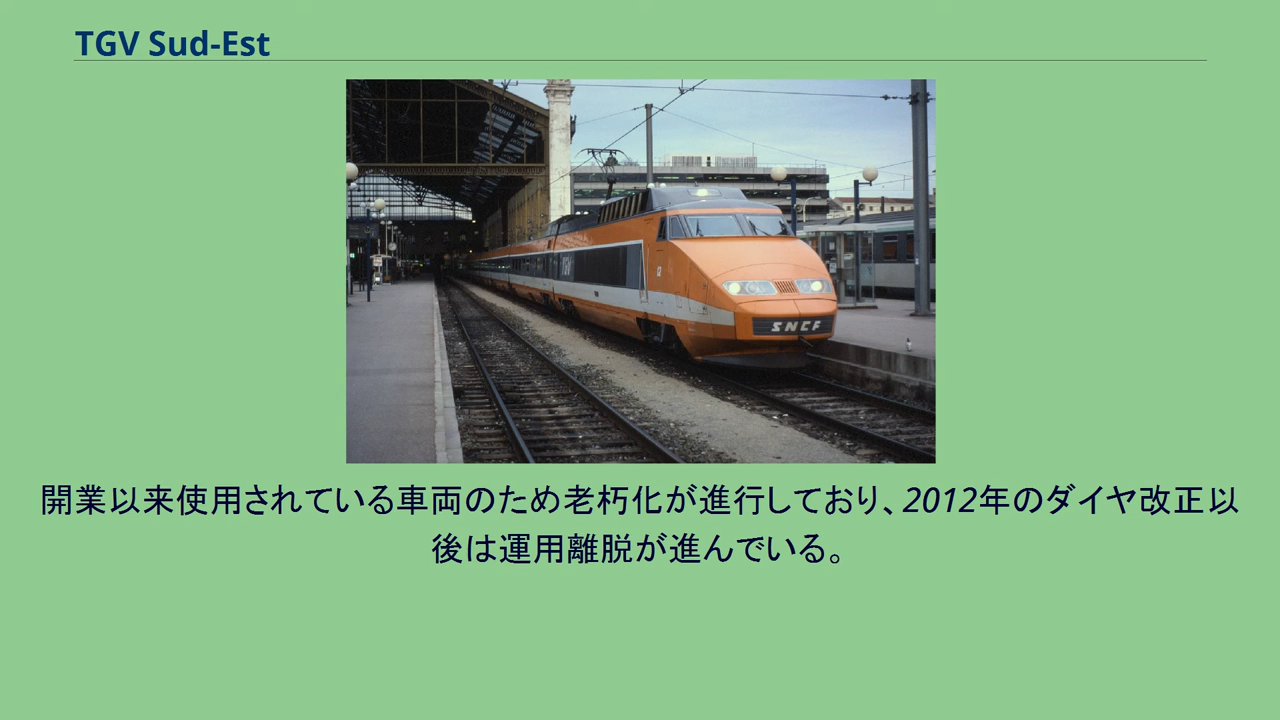 TGV Sud-Est
TGV
SNCF
開業以来使用されている車両のため老朽化が進行しており、2012年のダイヤ改正以
後は運用離脱が進んでいる。